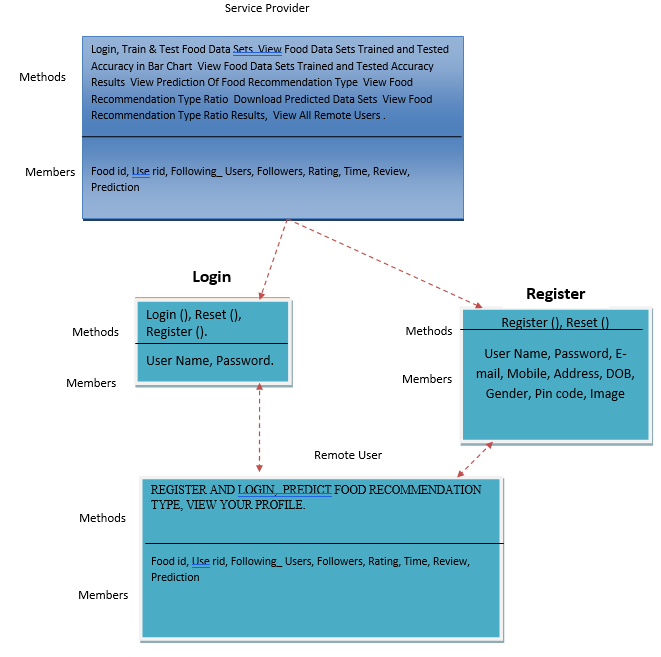 Service Provider
Login, Train & Test Food Data Sets  View Food Data Sets Trained and Tested
Accuracy in Bar Chart  View Food Data Sets Trained and Tested Accuracy
Results  View Prediction Of Food Recommendation Type  View Food
Recommendation Type Ratio  Download Predicted Data Sets  View Food
Recommendation Type Ratio Results,  View All Remote Users .
Methods
Members
Food id, Use rid, Following_ Users, Followers, Rating, Time, Review,
Prediction
Login
Login (), Reset (),
Register ().
Methods
User Name, Password.
Members
Register
Register (), Reset ()
Methods
User Name, Password, E-
mail, Mobile, Address, DOB,
Gender, Pin code, Image
Members
Remote User
REGISTER AND LOGIN, PREDICT FOOD RECOMMENDATION
TYPE, VIEW YOUR PROFILE.
Methods
Food id, Use rid, Following_ Users, Followers, Rating, Time, Review,
Prediction
Members